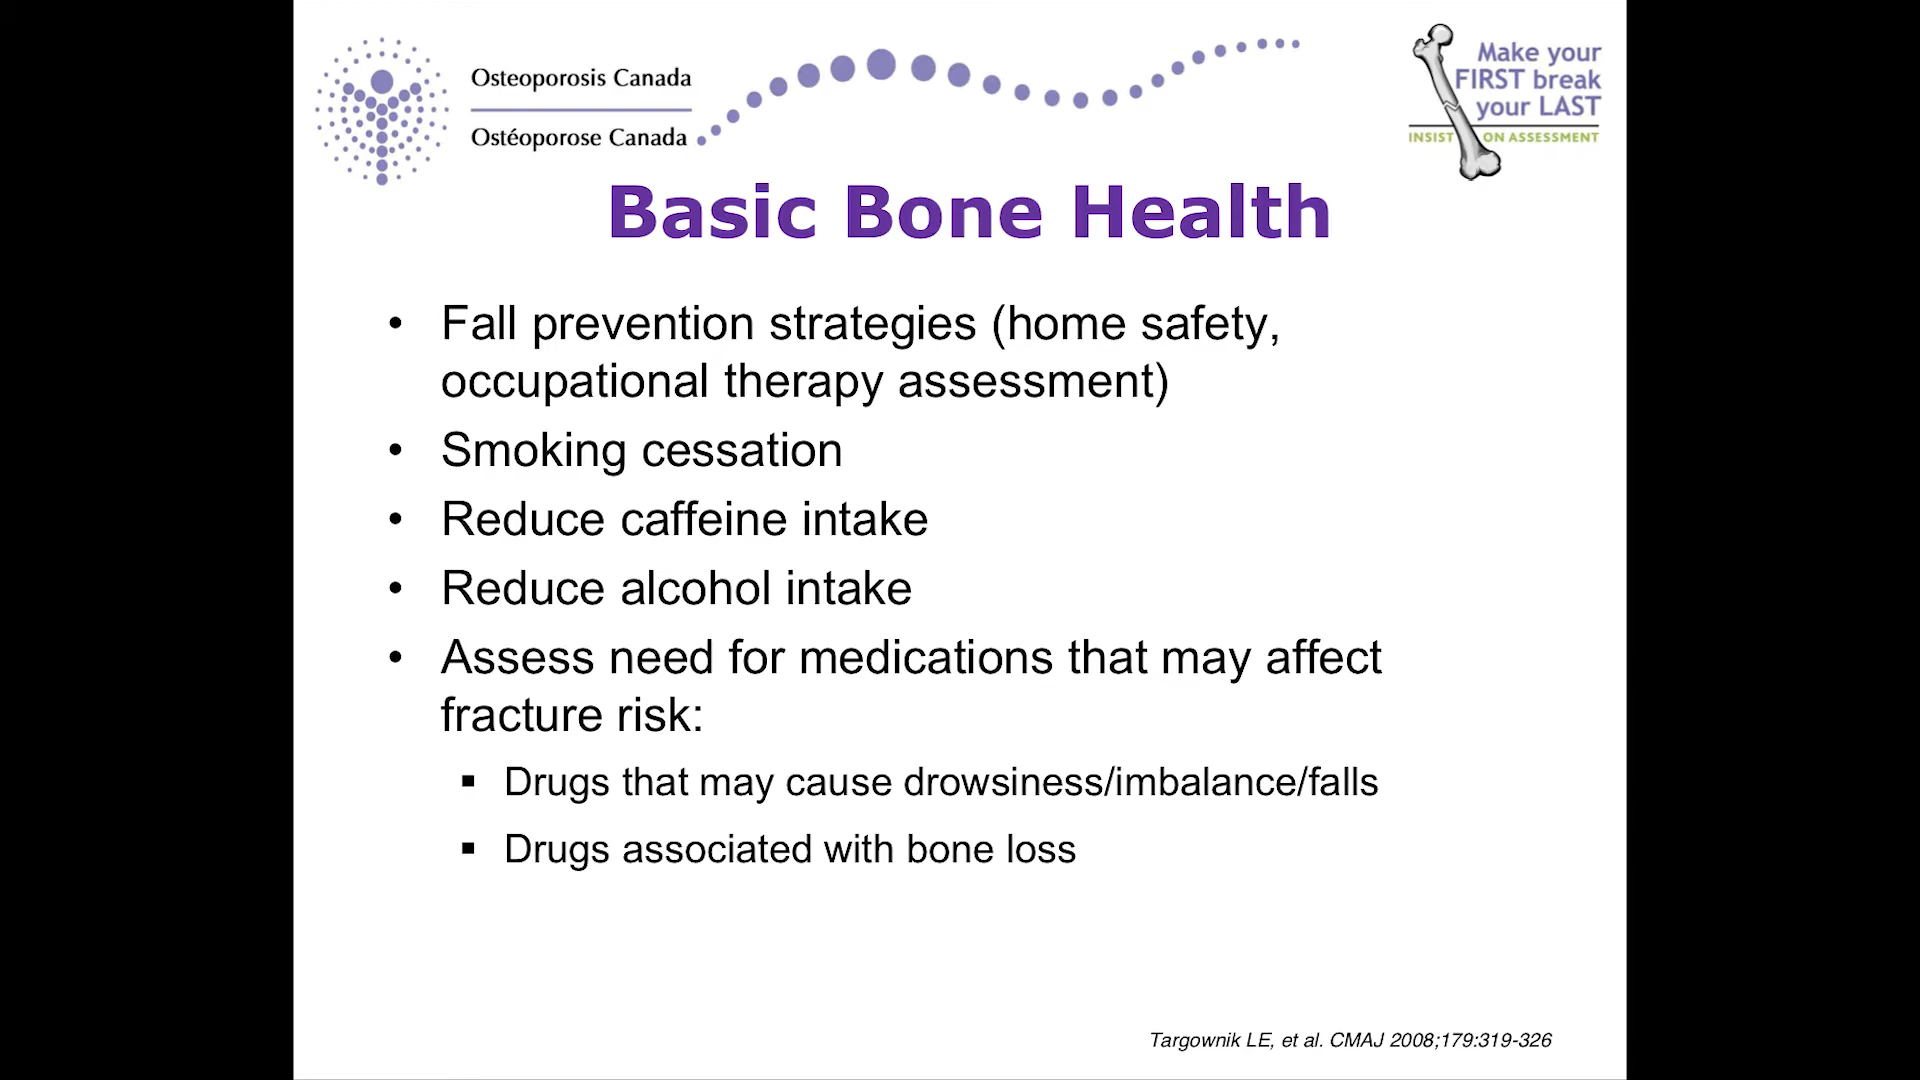 Osteoporosis Canada
Ostéoporose Canada
Make your
FIRST break
your LAST
INSIST ON ASSESSMENT
Basic Bone Health
• Fall prevention strategies (home safety,
occupational therapy assessment)
• Smoking cessation
• Reduce caffeine intake
• Reduce alcohol intake
• Assess need for medications that may affect
fracture risk:
▪ Drugs that may cause drowsiness/imbalance/falls
▪ Drugs associated with bone loss
Targownik LE, et al. CMAJ 2008;179:319-326